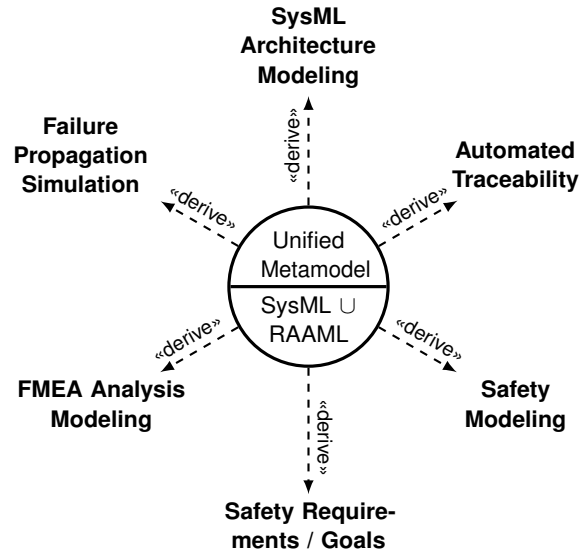 SysML
Architecture
Modeling
«derive»
Failure
Propagation
Simulation
«derive»
Automated
Traceability
«derive»
Unified
Metamodel
SysML ∪
RAAML
«derive»
FMEA Analysis
Modeling
«derive»
Safety
Modeling
«derive»
Safety Require-
ments / Goals